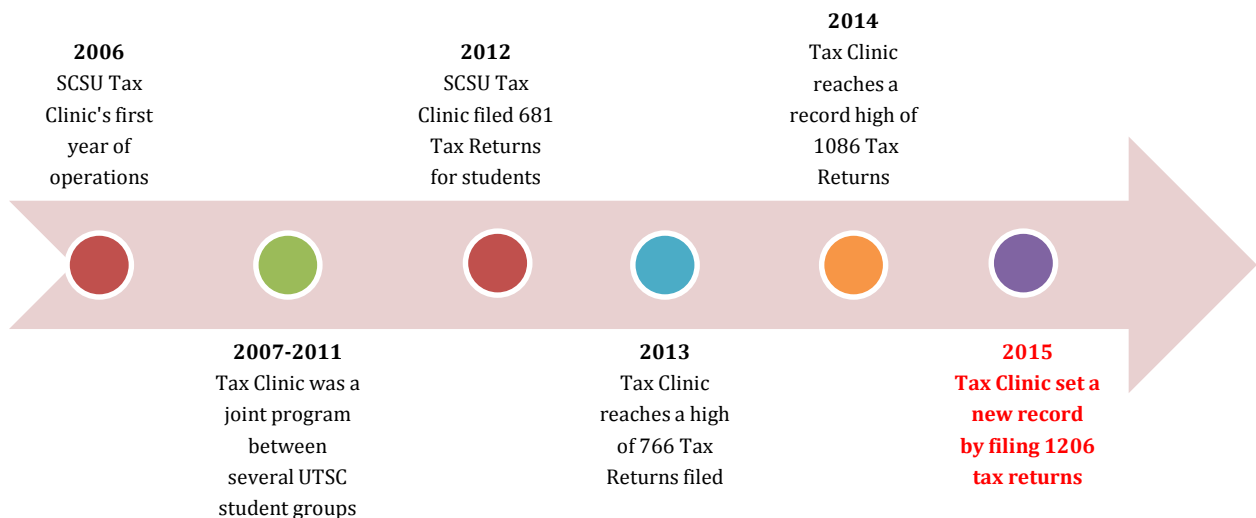 2006
SCSU Tax
Clinic's first
year of
operations
2007-2011
Tax Clinic was a
joint program
between
several UTSC
student groups
2012
SCSU Tax
Clinic filed 681
Tax Returns
for students
2013
Tax Clinic
reaches a high
of 766 Tax
Returns filed
2014
Tax Clinic
reaches a
record high of
1086 Tax
Returns
2015
Tax Clinic set a
new record
by filing 1206
tax returns